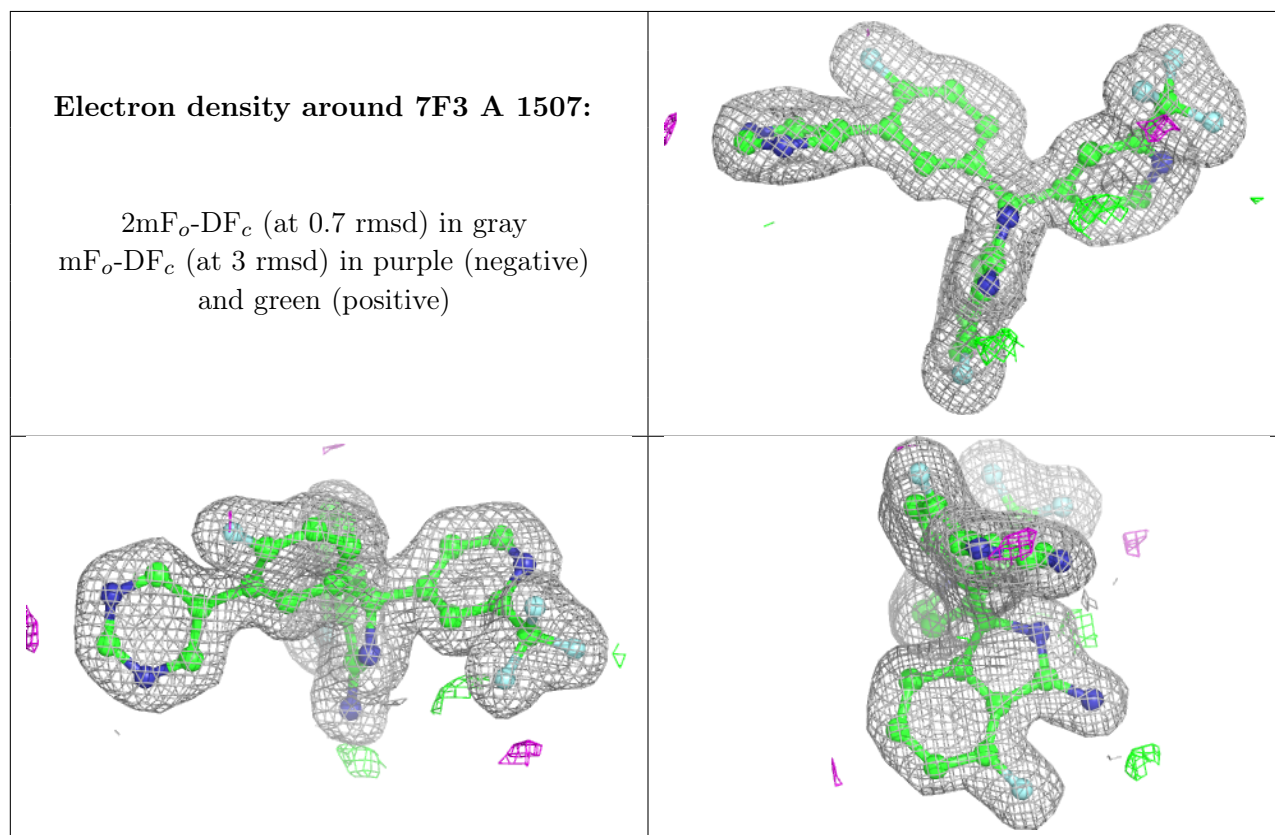 Electron density around 7F3 A 1507:
2mFo-DFc (at 0.7 rmsd) in gray
mFo-DFc (at 3 rmsd) in purple (negative)
and green (positive)